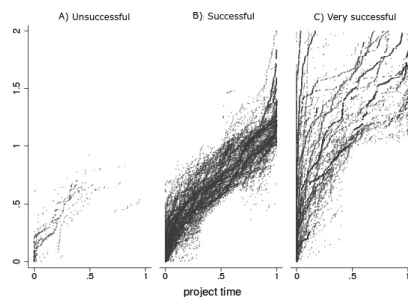 A) Unsuccessful
B) Successful
C) Very successful
2
1.5
1
.5
0
0 .5 1
0 .5 1
0 .5 1
project time